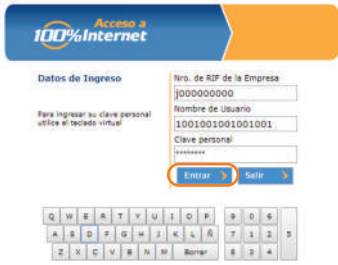 Acceso a
100%Internet
Datos de Ingreso
Para ingresar su clave personal
utilice el teclado virtual
Nro. de RIF de la Empresa
j000000000
Nombre de Usuario
1001001001001001
Clave personal
********
Entrar
Salir
Q W E R T Y U I O P 9 0 6
A S D F G H J K L Ñ 7 1 2 5
Z X C V B N M Borrar 8 3 4